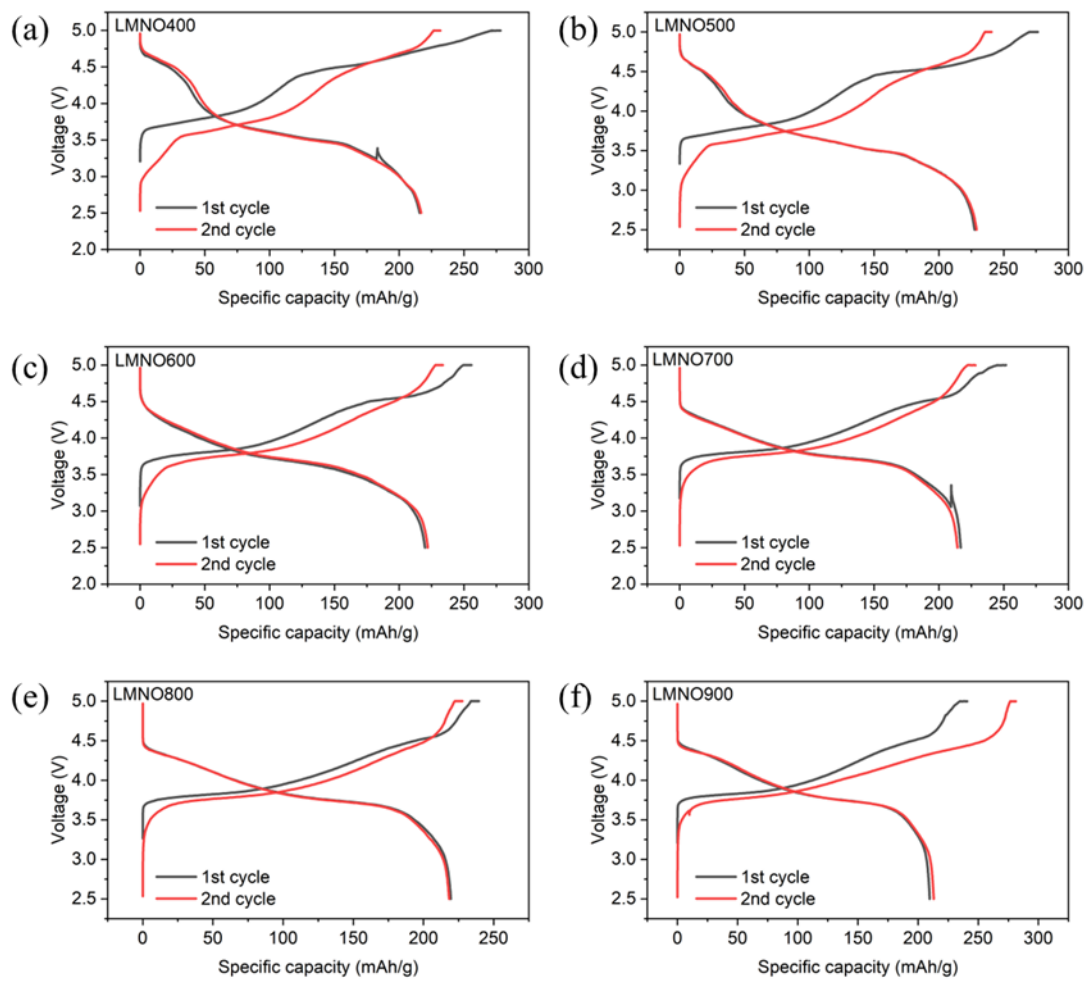 (a)
LMNO400
5.0
4.5
4.0
3.5
3.0
2.5
2.0
Voltage (V)
1st cycle
2nd cycle
0 50 100 150 200 250 300
Specific capacity (mAh/g)
(b)
LMNO500
5.0
4.5
4.0
3.5
3.0
2.5
Voltage (V)
1st cycle
2nd cycle
0 50 100 150 200 250 300
Specific capacity (mAh/g)
(c)
LMNO600
5.0
4.5
4.0
3.5
3.0
2.5
2.0
Voltage (V)
1st cycle
2nd cycle
0 50 100 150 200 250 300
Specific capacity (mAh/g)
(d)
LMNO700
5.0
4.5
4.0
3.5
3.0
2.5
2.0
Voltage (V)
1st cycle
2nd cycle
0 50 100 150 200 250 300
Specific capacity (mAh/g)
(e)
LMNO800
5.0
4.5
4.0
3.5
3.0
2.5
Voltage (V)
1st cycle
2nd cycle
0 50 100 150 200 250
Specific capacity (mAh/g)
(f)
LMNO900
5.0
4.5
4.0
3.5
3.0
2.5
Voltage (V)
1st cycle
2nd cycle
0 50 100 150 200 250 300
Specific capacity (mAh/g)